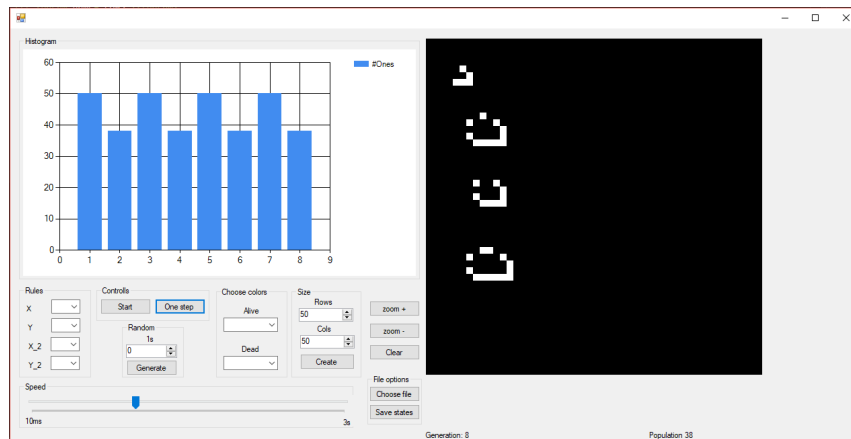 Histogram
#Ones
60
50
40
30
20
10
0
0 1 2 3 4 5 6 7 8 9
Rules
X
Y
X_2
Y_2
Controlls
Start One step
Random
1s
0
Generate
Choose colors
Alive
Dead
Size
Rows
50
Cols
50
Create
zoom +
zoom -
Clear
File options
Choose file
Save states
Speed
10ms 3s
Generation: 8 Population 38